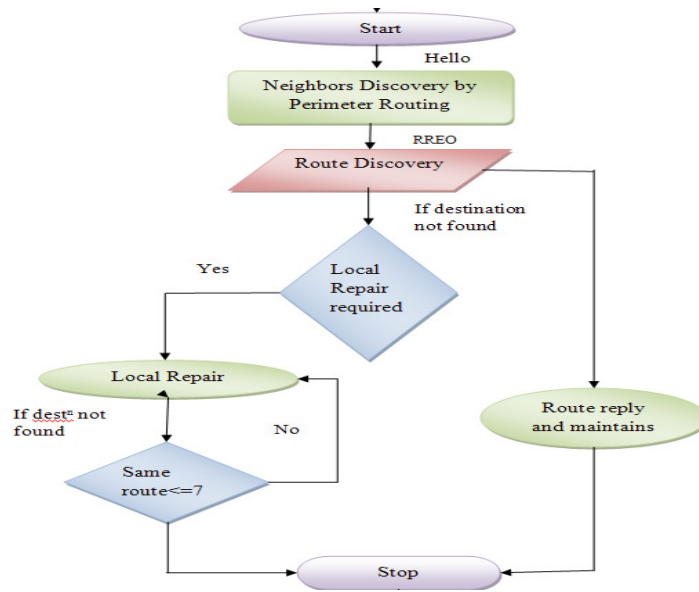 Start
Hello
Neighbors Discovery by
Perimeter Routing
RREO
Route Discovery
If destination
not found
Local
Repair
required
Yes
Local Repair
If destⁿ not
found
No
Same
route<=7
Route reply
and maintains
Stop